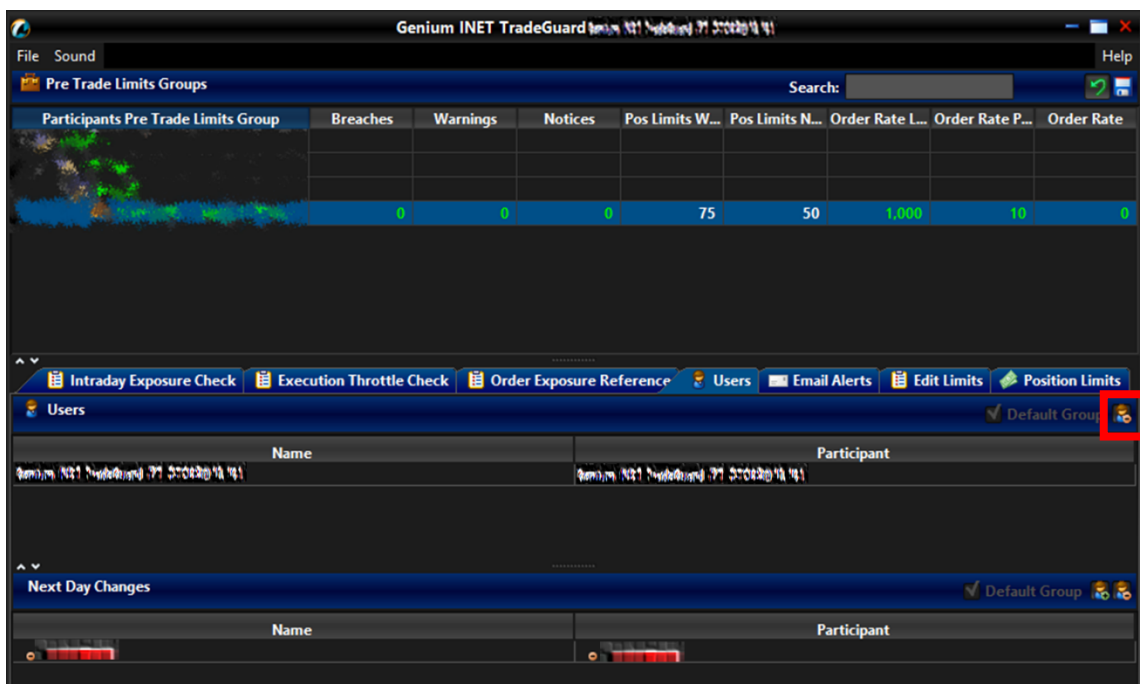 Genium INET TradeGuard
File Sound Help
Pre Trade Limits Groups Search:
Participants Pre Trade Limits Group Breaches Warnings Notices Pos Limits W... Pos Limits N... Order Rate L... Order Rate P... Order Rate
0 0 0 75 50 1,000 10 0
Intraday Exposure Check Execution Throttle Check Order Exposure Reference Users Email Alerts Edit Limits Position Limits
Users Default Group
Name Participant
Next Day Changes Default Group
Name Participant